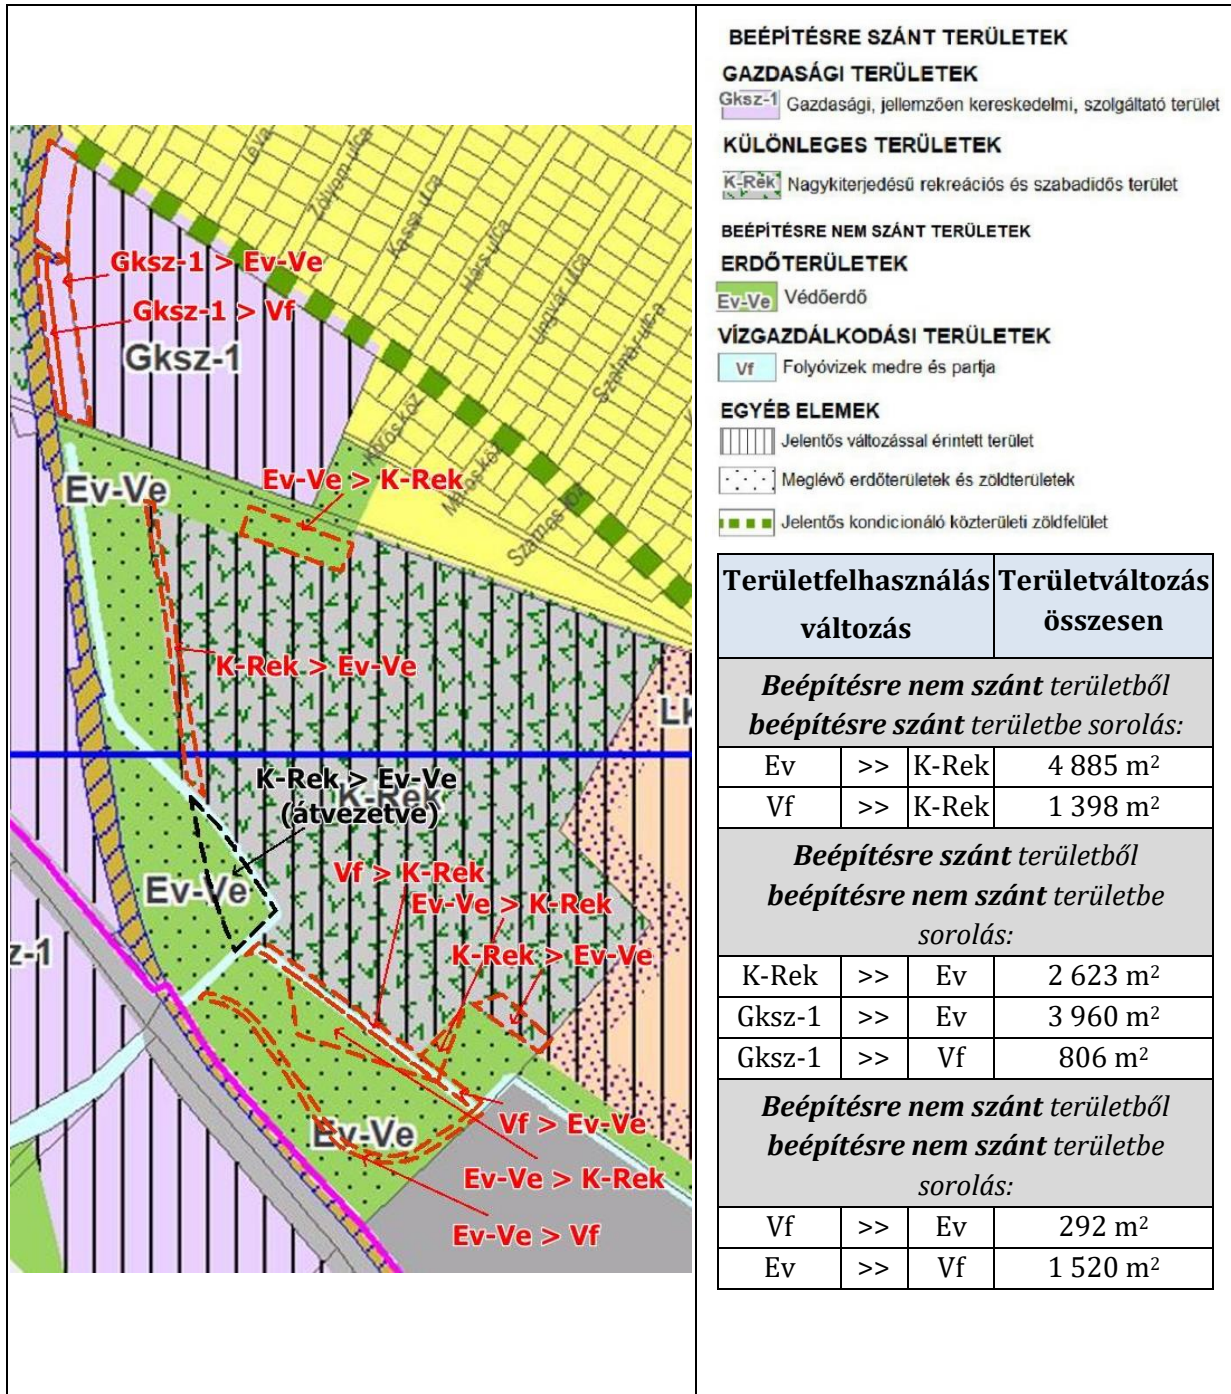 Léva
Zólyom utca
Kassa utca
Hárs utca
Ungvár utca
Szatmár utca
Gksz-1 > Ev-Ve
Gksz-1 > Vf
Gksz-1
Körös köz
Maros köz
Ev-Ve
Ev-Ve > K-Rek
Szamos
K-Rek > Ev-Ve
K-Rek > Ev-Ve
(átvezetve)
K-Rek
Ev-Ve
Vf > K-Rek
Ev-Ve > K-Rek
K-Rek > Ev-Ve
z-1
Vf > Ev-Ve
Ev-Ve
Ev-Ve > K-Rek
Ev-Ve > Vf
BEÉPÍTÉSRE SZÁNT TERÜLETEK
GAZDASÁGI TERÜLETEK
Gksz-1 Gazdasági, jellemzően kereskedelmi, szolgáltató terület
KÜLÖNLEGES TERÜLETEK
K-Rek Nagykiterjedésű rekreációs és szabadidős terület
BEÉPÍTÉSRE NEM SZÁNT TERÜLETEK
ERDŐTERÜLETEK
Ev-Ve Védőerdő
VÍZGAZDÁLKODÁSI TERÜLETEK
Vf Folyóvizek medre és partja
EGYÉB ELEMEK
Jelentős változással érintett terület
Meglévő erdőterületek és zöldterületek
Jelentős kondicionáló közterületi zöldfelület
Területfelhasználás Területváltozás
változás összesen
Beépítésre nem szánt területből
beépítésre szánt területbe sorolás:
Ev >> K-Rek 4 885 m²
Vf >> K-Rek 1 398 m²
Beépítésre szánt területből
beépítésre nem szánt területbe
sorolás:
K-Rek >> Ev 2 623 m²
Gksz-1 >> Ev 3 960 m²
Gksz-1 >> Vf 806 m²
Beépítésre nem szánt területből
beépítésre nem szánt területbe
sorolás:
Vf >> Ev 292 m²
Ev >> Vf 1 520 m²